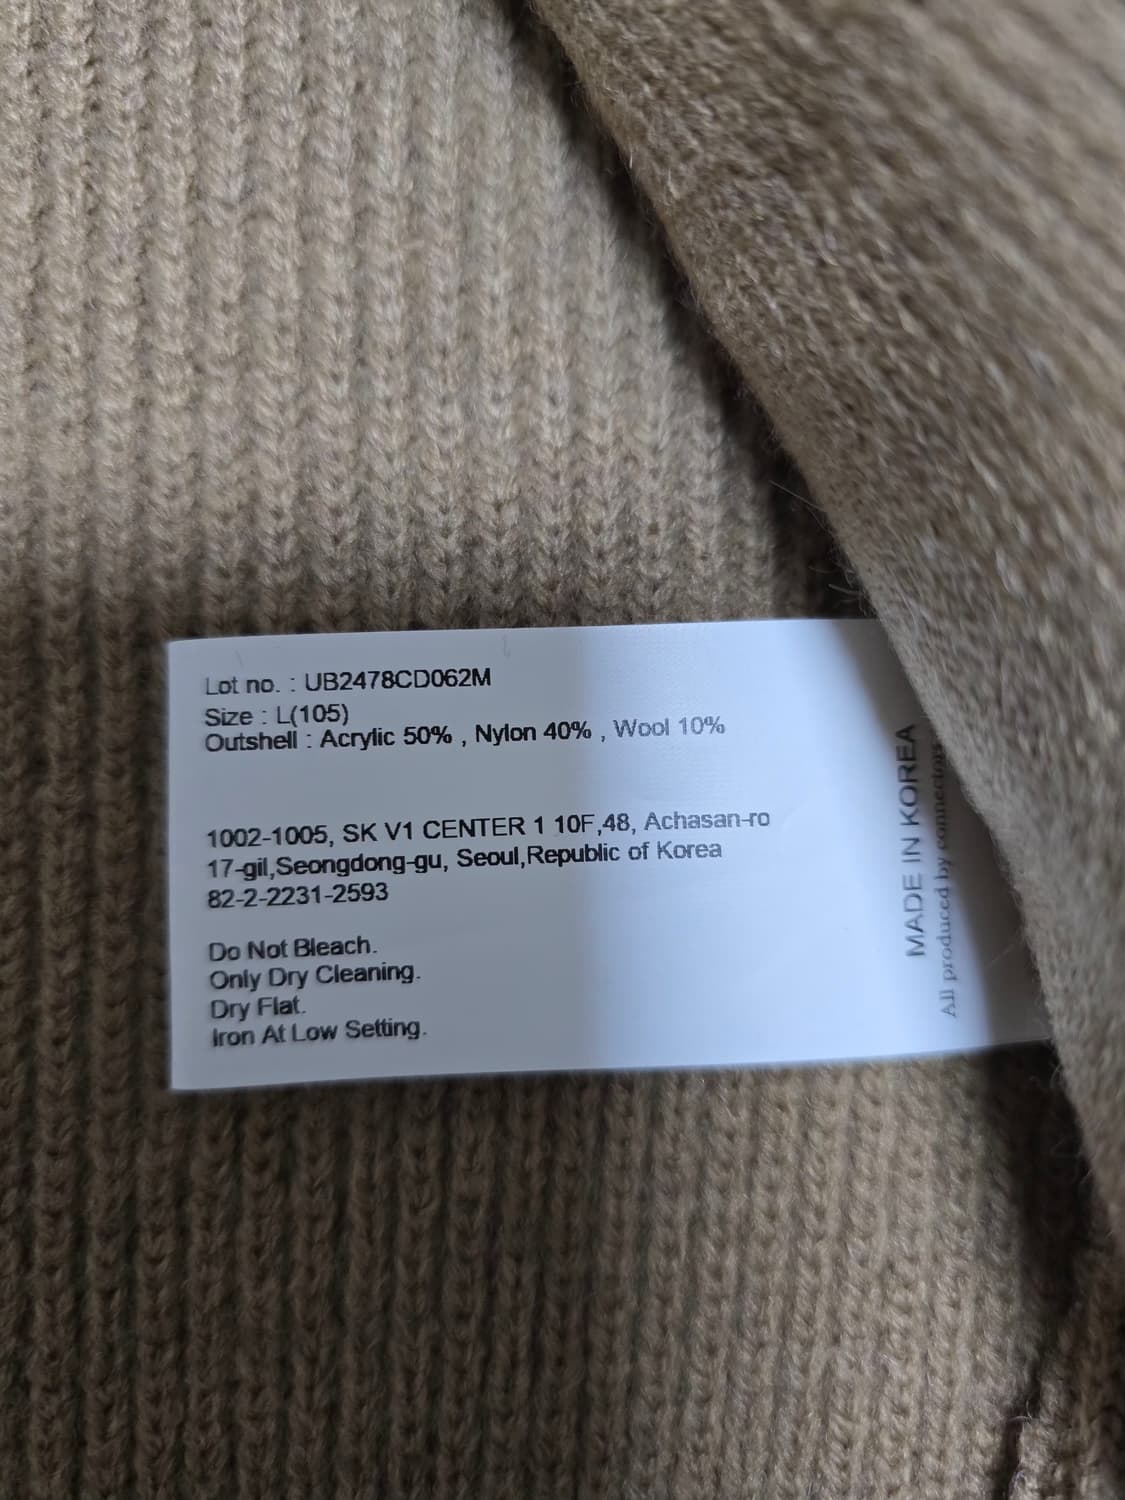 Lot no. : UB2478CD062M
Size : L(105)
Outshell : Acrylic 50% , Nylon 40% , Wool 10%
1002-1005, SK V1 CENTER 1 10F,48, Achasan-ro
17-gil,Seongdong-gu, Seoul,Republic of Korea
82-2-2231-2593
Do Not Bleach.
Only Dry Cleaning.
Dry Flat.
Iron At Low Setting.
MADE IN KOREA
All produced by connectors